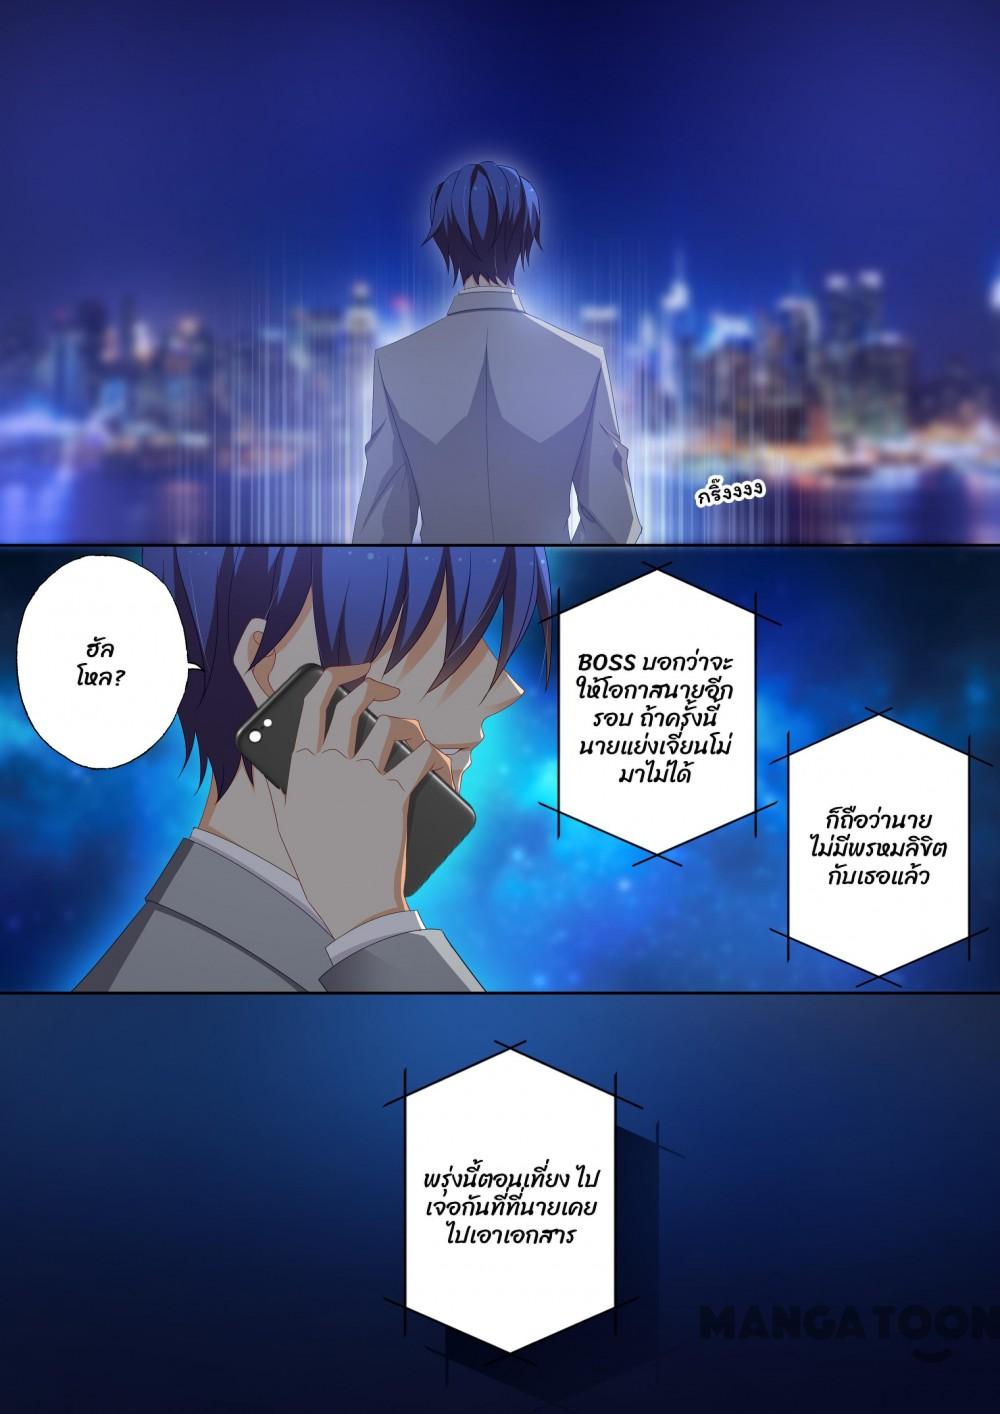 กริ๊งงงง
ฮัล
โหล?
BOSS บอกว่าจะ
ให้โอกาสนายอีก
รอบ ถ้าครั้งนี้
นายแย่งเจี่ยนโม่
มาไม่ได้
ก็ถือว่านาย
ไม่มีพรหมลิขิต
กับเธอแล้ว
พรุ่งนี้ตอนเที่ยง ไป
เจอกันที่ที่นายเคย
ไปเอาเอกสาร
MANGATOON